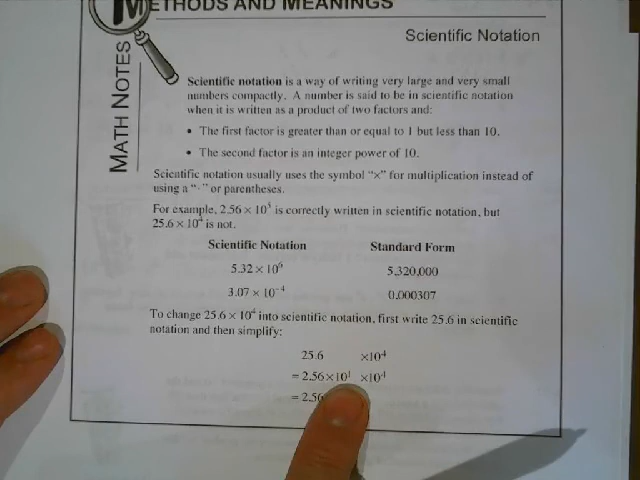 METHODS AND MEANINGS
Scientific Notation
MATH NOTES
Scientific notation is a way of writing very large and very small
numbers compactly. A number is said to be in scientific notation
when it is written as a product of two factors and:
• The first factor is greater than or equal to 1 but less than 10.
• The second factor is an integer power of 10.
Scientific notation usually uses the symbol “×” for multiplication instead of
using a “·” or parentheses.
For example, 2.56 × 10⁵ is correctly written in scientific notation, but
25.6 × 10⁴ is not.
Scientific Notation Standard Form
5.32 × 10⁶ 5,320,000
3.07 × 10⁻⁴ 0.000307
To change 25.6 × 10⁴ into scientific notation, first write 25.6 in scientific
notation and then simplify:
25.6 ×10⁴
= 2.56×10¹ ×10⁴
= 2.56